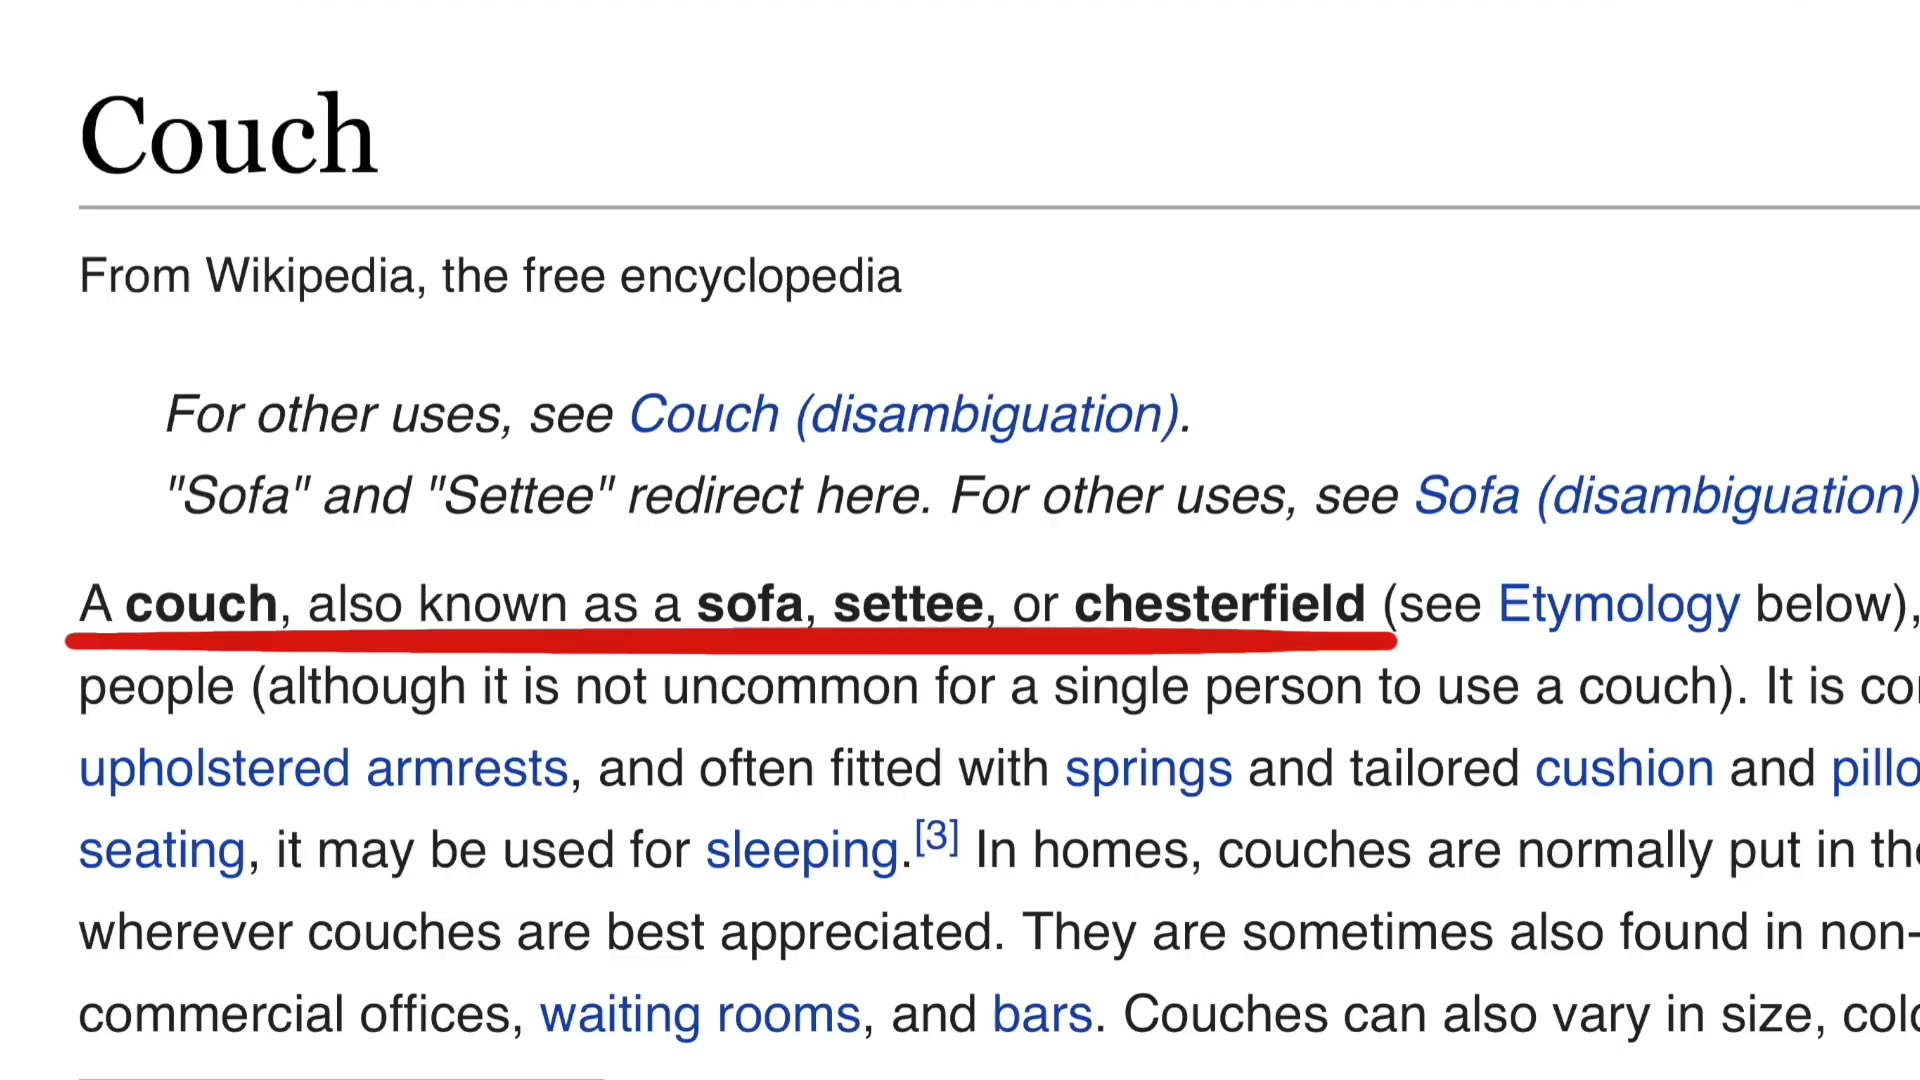 Couch
From Wikipedia, the free encyclopedia
For other uses, see Couch (disambiguation).
"Sofa" and "Settee" redirect here. For other uses, see Sofa (disambiguation)
A couch, also known as a sofa, settee, or chesterfield (see Etymology below),
people (although it is not uncommon for a single person to use a couch). It is
upholstered armrests, and often fitted with springs and tailored cushion and
seating, it may be used for sleeping.[3] In homes, couches are normally put in
wherever couches are best appreciated. They are sometimes also found in non-
commercial offices, waiting rooms, and bars. Couches can also vary in size,